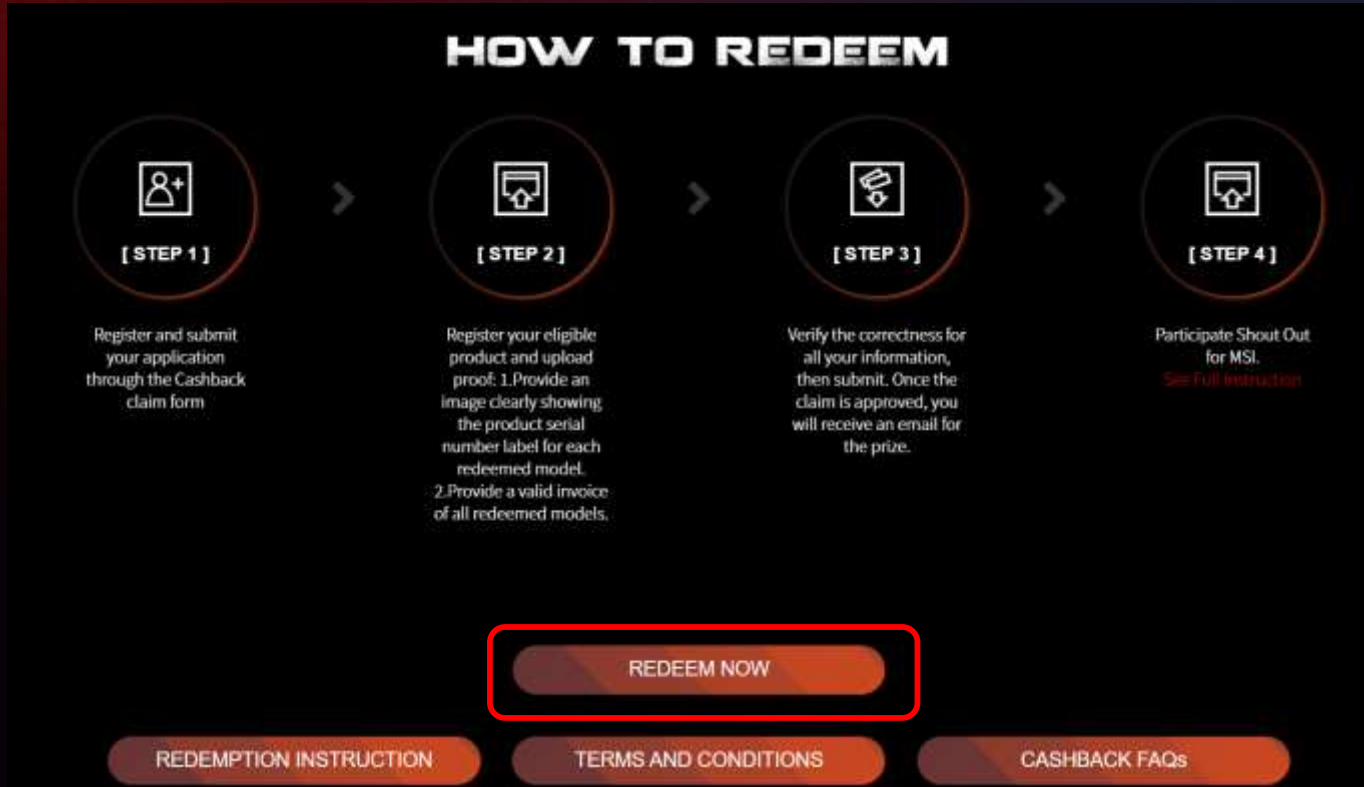 HOW TO REDEEM
[ STEP 1 ]
Register and submit
your application
through the Cashback
claim form
[ STEP 2 ]
Register your eligible
product and upload
proof: 1.Provide an
image clearly showing
the product serial
number label for each
redeemed model.
2.Provide a valid invoice
of all redeemed models.
[ STEP 3 ]
Verify the correctness for
all your information,
then submit. Once the
claim is approved, you
will receive an email for
the prize.
[ STEP 4 ]
Participate Shout Out
for MSI.
See Full Instruction
REDEEM NOW
REDEMPTION INSTRUCTION
TERMS AND CONDITIONS
CASHBACK FAQs